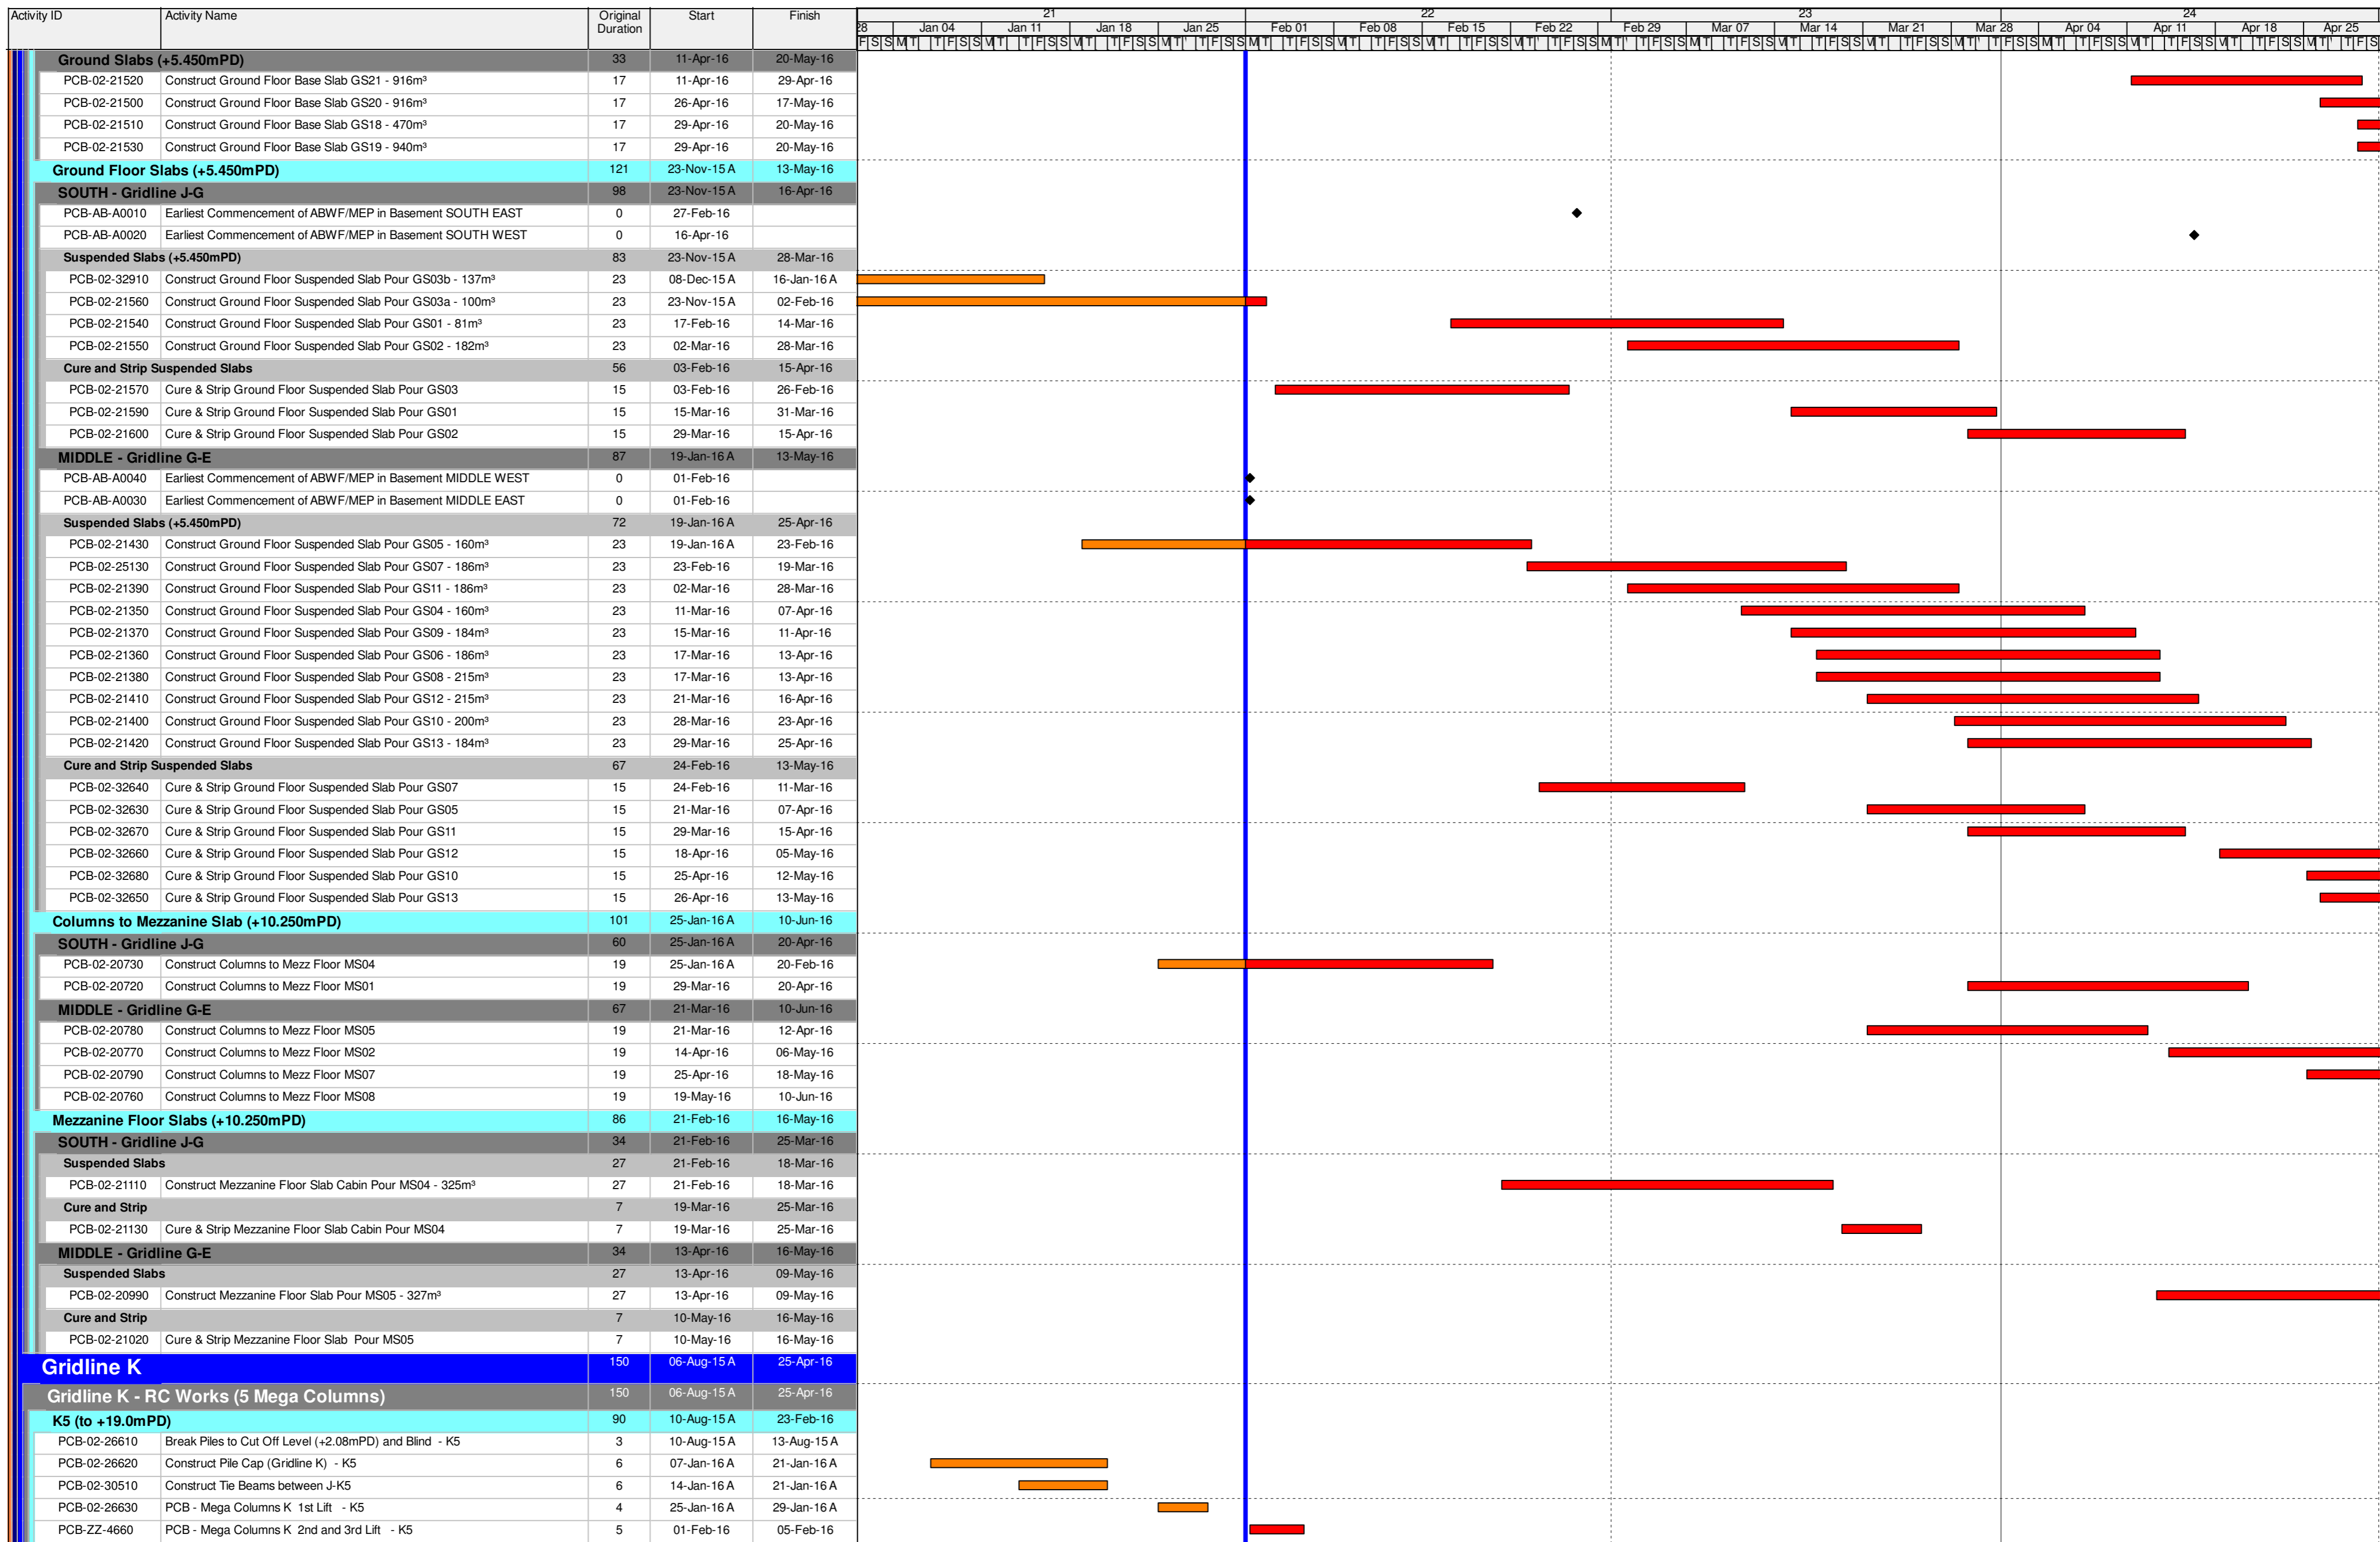 Activity ID Activity Name Original Duration Start Finish
21 22 23 24
28 Jan 04 Jan 11 Jan 18 Jan 25 Feb 01 Feb 08 Feb 15 Feb 22 Feb 29 Mar 07 Mar 14 Mar 21 Mar 28 Apr 04 Apr 11 Apr 18 Apr 25
Ground Slabs (+5.450mPD) 33 11-Apr-16 20-May-16
PCB-02-21520 Construct Ground Floor Base Slab GS21 - 916m³ 17 11-Apr-16 29-Apr-16
PCB-02-21500 Construct Ground Floor Base Slab GS20 - 916m³ 17 26-Apr-16 17-May-16
PCB-02-21510 Construct Ground Floor Base Slab GS18 - 470m³ 17 29-Apr-16 20-May-16
PCB-02-21530 Construct Ground Floor Base Slab GS19 - 940m³ 17 29-Apr-16 20-May-16
Ground Floor Slabs (+5.450mPD) 121 23-Nov-15 A 13-May-16
SOUTH - Gridline J-G 98 23-Nov-15 A 16-Apr-16
PCB-AB-A0010 Earliest Commencement of ABWF/MEP in Basement SOUTH EAST 0 27-Feb-16
PCB-AB-A0020 Earliest Commencement of ABWF/MEP in Basement SOUTH WEST 0 16-Apr-16
Suspended Slabs (+5.450mPD) 83 23-Nov-15 A 28-Mar-16
PCB-02-32910 Construct Ground Floor Suspended Slab Pour GS03b - 137m³ 23 08-Dec-15 A 16-Jan-16 A
PCB-02-21560 Construct Ground Floor Suspended Slab Pour GS03a - 100m³ 23 23-Nov-15 A 02-Feb-16
PCB-02-21540 Construct Ground Floor Suspended Slab Pour GS01 - 81m³ 23 17-Feb-16 14-Mar-16
PCB-02-21550 Construct Ground Floor Suspended Slab Pour GS02 - 182m³ 23 02-Mar-16 28-Mar-16
Cure and Strip Suspended Slabs 56 03-Feb-16 15-Apr-16
PCB-02-21570 Cure & Strip Ground Floor Suspended Slab Pour GS03 15 03-Feb-16 26-Feb-16
PCB-02-21590 Cure & Strip Ground Floor Suspended Slab Pour GS01 15 15-Mar-16 31-Mar-16
PCB-02-21600 Cure & Strip Ground Floor Suspended Slab Pour GS02 15 29-Mar-16 15-Apr-16
MIDDLE - Gridline G-E 87 19-Jan-16 A 13-May-16
PCB-AB-A0040 Earliest Commencement of ABWF/MEP in Basement MIDDLE WEST 0 01-Feb-16
PCB-AB-A0030 Earliest Commencement of ABWF/MEP in Basement MIDDLE EAST 0 01-Feb-16
Suspended Slabs (+5.450mPD) 72 19-Jan-16 A 25-Apr-16
PCB-02-21430 Construct Ground Floor Suspended Slab Pour GS05 - 160m³ 23 19-Jan-16 A 23-Feb-16
PCB-02-25130 Construct Ground Floor Suspended Slab Pour GS07 - 186m³ 23 23-Feb-16 19-Mar-16
PCB-02-21390 Construct Ground Floor Suspended Slab Pour GS11 - 186m³ 23 02-Mar-16 28-Mar-16
PCB-02-21350 Construct Ground Floor Suspended Slab Pour GS04 - 160m³ 23 11-Mar-16 07-Apr-16
PCB-02-21370 Construct Ground Floor Suspended Slab Pour GS09 - 184m³ 23 15-Mar-16 11-Apr-16
PCB-02-21360 Construct Ground Floor Suspended Slab Pour GS06 - 186m³ 23 17-Mar-16 13-Apr-16
PCB-02-21380 Construct Ground Floor Suspended Slab Pour GS08 - 215m³ 23 17-Mar-16 13-Apr-16
PCB-02-21410 Construct Ground Floor Suspended Slab Pour GS12 - 215m³ 23 21-Mar-16 16-Apr-16
PCB-02-21400 Construct Ground Floor Suspended Slab Pour GS10 - 200m³ 23 28-Mar-16 23-Apr-16
PCB-02-21420 Construct Ground Floor Suspended Slab Pour GS13 - 184m³ 23 29-Mar-16 25-Apr-16
Cure and Strip Suspended Slabs 67 24-Feb-16 13-May-16
PCB-02-32640 Cure & Strip Ground Floor Suspended Slab Pour GS07 15 24-Feb-16 11-Mar-16
PCB-02-32630 Cure & Strip Ground Floor Suspended Slab Pour GS05 15 21-Mar-16 07-Apr-16
PCB-02-32670 Cure & Strip Ground Floor Suspended Slab Pour GS11 15 29-Mar-16 15-Apr-16
PCB-02-32660 Cure & Strip Ground Floor Suspended Slab Pour GS12 15 18-Apr-16 05-May-16
PCB-02-32680 Cure & Strip Ground Floor Suspended Slab Pour GS10 15 25-Apr-16 12-May-16
PCB-02-32650 Cure & Strip Ground Floor Suspended Slab Pour GS13 15 26-Apr-16 13-May-16
Columns to Mezzanine Slab (+10.250mPD) 101 25-Jan-16 A 10-Jun-16
SOUTH - Gridline J-G 60 25-Jan-16 A 20-Apr-16
PCB-02-20730 Construct Columns to Mezz Floor MS04 19 25-Jan-16 A 20-Feb-16
PCB-02-20720 Construct Columns to Mezz Floor MS01 19 29-Mar-16 20-Apr-16
MIDDLE - Gridline G-E 67 21-Mar-16 10-Jun-16
PCB-02-20780 Construct Columns to Mezz Floor MS05 19 21-Mar-16 12-Apr-16
PCB-02-20770 Construct Columns to Mezz Floor MS02 19 14-Apr-16 06-May-16
PCB-02-20790 Construct Columns to Mezz Floor MS07 19 25-Apr-16 18-May-16
PCB-02-20760 Construct Columns to Mezz Floor MS08 19 19-May-16 10-Jun-16
Mezzanine Floor Slabs (+10.250mPD) 86 21-Feb-16 16-May-16
SOUTH - Gridline J-G 34 21-Feb-16 25-Mar-16
Suspended Slabs 27 21-Feb-16 18-Mar-16
PCB-02-21110 Construct Mezzanine Floor Slab Cabin Pour MS04 - 325m³ 27 21-Feb-16 18-Mar-16
Cure and Strip 7 19-Mar-16 25-Mar-16
PCB-02-21130 Cure & Strip Mezzanine Floor Slab Cabin Pour MS04 7 19-Mar-16 25-Mar-16
MIDDLE - Gridline G-E 34 13-Apr-16 16-May-16
Suspended Slabs 27 13-Apr-16 09-May-16
PCB-02-20990 Construct Mezzanine Floor Slab Pour MS05 - 327m³ 27 13-Apr-16 09-May-16
Cure and Strip 7 10-May-16 16-May-16
PCB-02-21020 Cure & Strip Mezzanine Floor Slab Pour MS05 7 10-May-16 16-May-16
Gridline K 150 06-Aug-15 A 25-Apr-16
Gridline K - RC Works (5 Mega Columns) 150 06-Aug-15 A 25-Apr-16
K5 (to +19.0mPD) 90 10-Aug-15 A 23-Feb-16
PCB-02-26610 Break Piles to Cut Off Level (+2.08mPD) and Blind - K5 3 10-Aug-15 A 13-Aug-15 A
PCB-02-26620 Construct Pile Cap (Gridline K) - K5 6 07-Jan-16 A 21-Jan-16 A
PCB-02-30510 Construct Tie Beams between J-K5 6 14-Jan-16 A 21-Jan-16 A
PCB-02-26630 PCB - Mega Columns K 1st Lift - K5 4 25-Jan-16 A 29-Jan-16 A
PCB-ZZ-4660 PCB - Mega Columns K 2nd and 3rd Lift - K5 5 01-Feb-16 05-Feb-16